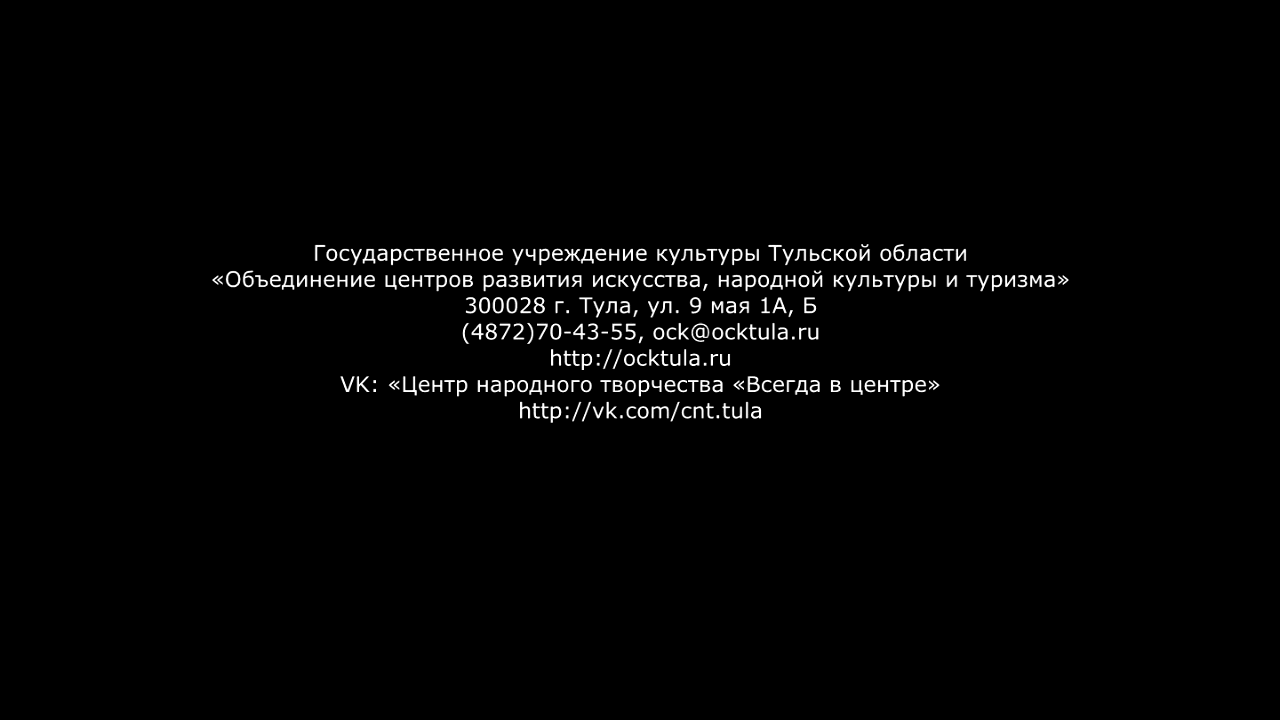 Государственное учреждение культуры Тульской области
«Объединение центров развития искусства, народной культуры и туризма»
300028 г. Тула, ул. 9 мая 1А, Б
(4872)70-43-55, ock@ocktula.ru
http://ocktula.ru
VK: «Центр народного творчества «Всегда в центре»
http://vk.com/cnt.tula